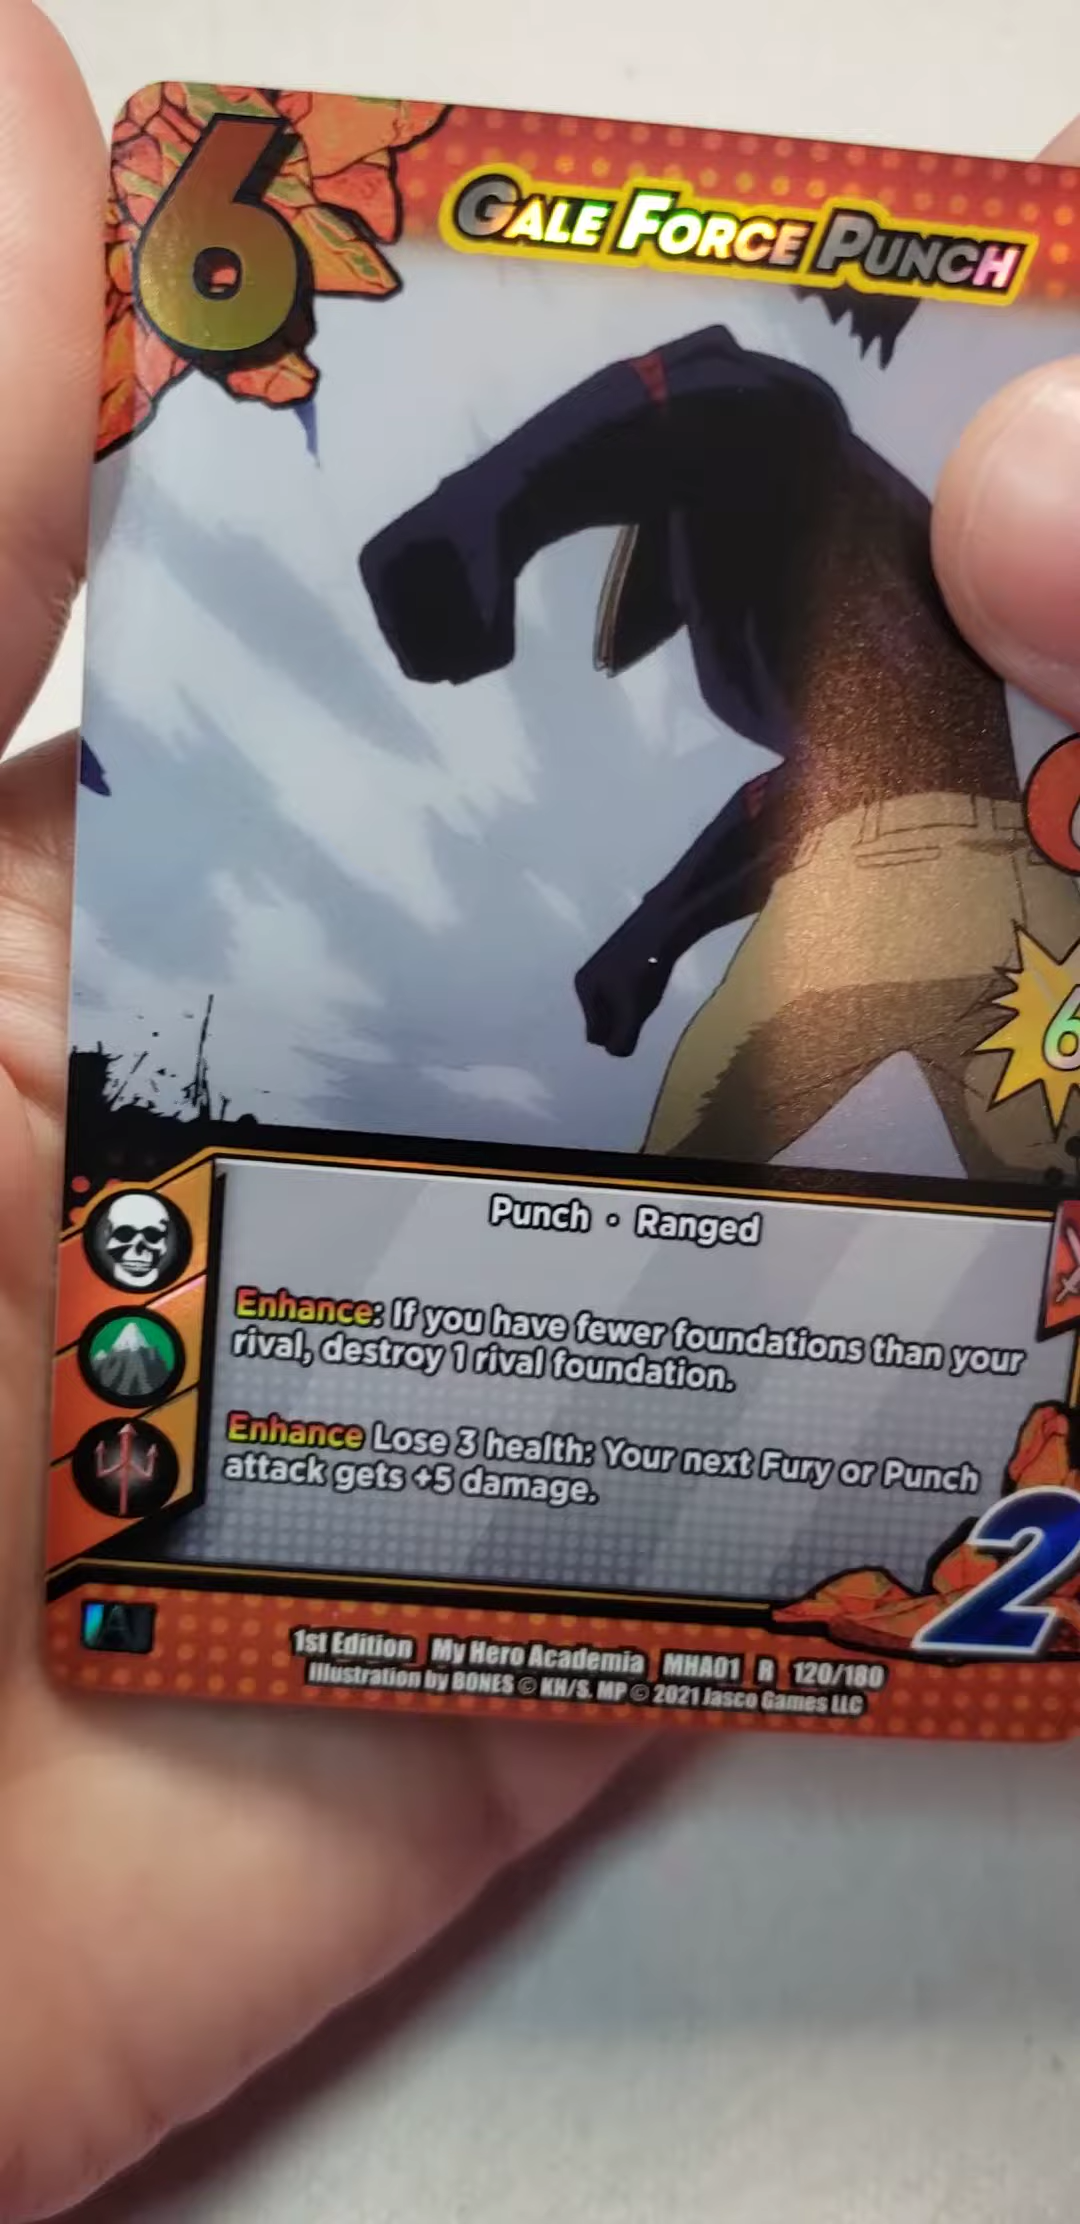 6
GALE FORCE PUNCH
6
Punch • Ranged
Enhance: If you have fewer foundations than your
rival, destroy 1 rival foundation.
Enhance Lose 3 health: Your next Fury or Punch
attack gets +5 damage.
2
A
1st Edition My Hero Academia MHA01 R 120/180
Illustration by BONES © KH/S, MP © 2021 Jasco Games LLC